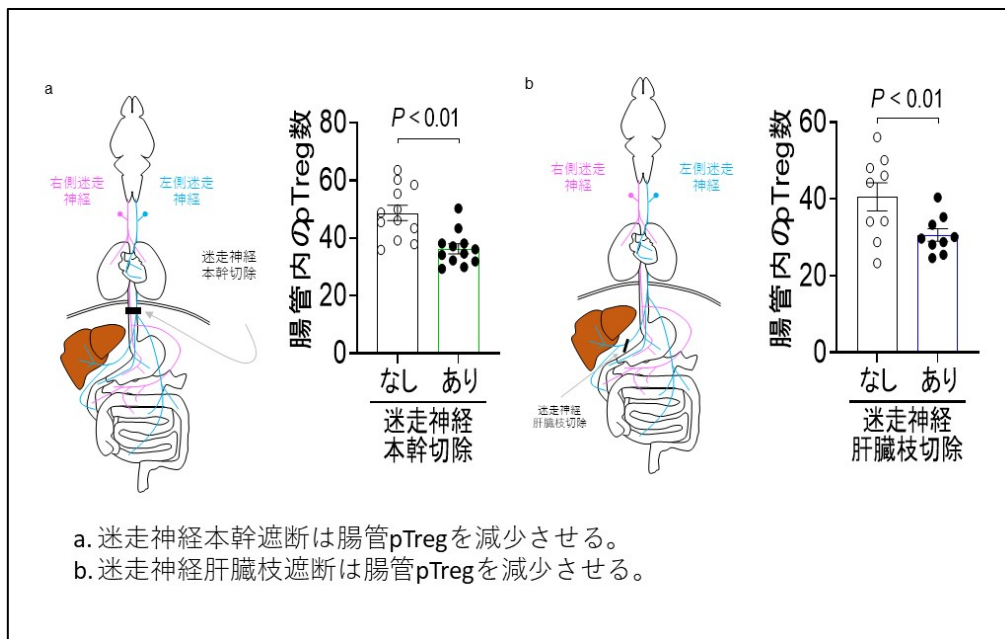 a
右側迷走
神経
左側迷走
神経
迷走神経
本幹切除
腸管内のpTreg数
P < 0.01
80
60
40
20
0
なし あり
迷走神経
本幹切除
b
右側迷走
神経
左側迷走
神経
迷走神経
肝臓枝切除
腸管内のpTreg数
P < 0.01
60
40
20
0
なし あり
迷走神経
肝臓枝切除
a. 迷走神経本幹遮断は腸管pTregを減少させる。
b. 迷走神経肝臓枝遮断は腸管pTregを減少させる。